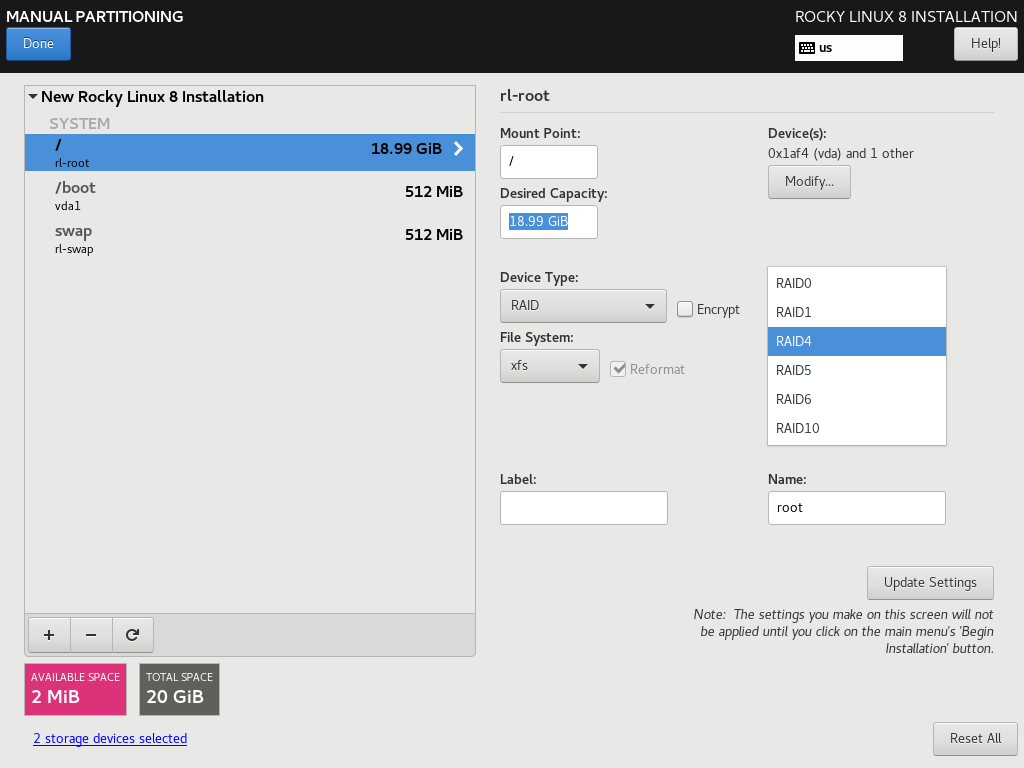 MANUAL PARTITIONING
ROCKY LINUX 8 INSTALLATION
Done
us
Help!
New Rocky Linux 8 Installation
SYSTEM
/
18.99 GiB
rl-root
/boot
512 MiB
vda1
swap
512 MiB
rl-swap
+ −
AVAILABLE SPACE
2 MiB
TOTAL SPACE
20 GiB
2 storage devices selected
rl-root
Mount Point:
/
Device(s):
0x1af4 (vda) and 1 other
Modify...
Desired Capacity:
18.99 GiB
Device Type:
RAID
Encrypt
File System:
xfs
Reformat
RAID0
RAID1
RAID4
RAID5
RAID6
RAID10
Label:
Name:
root
Update Settings
Note:  The settings you make on this screen will not
be applied until you click on the main menu's 'Begin
Installation' button.
Reset All